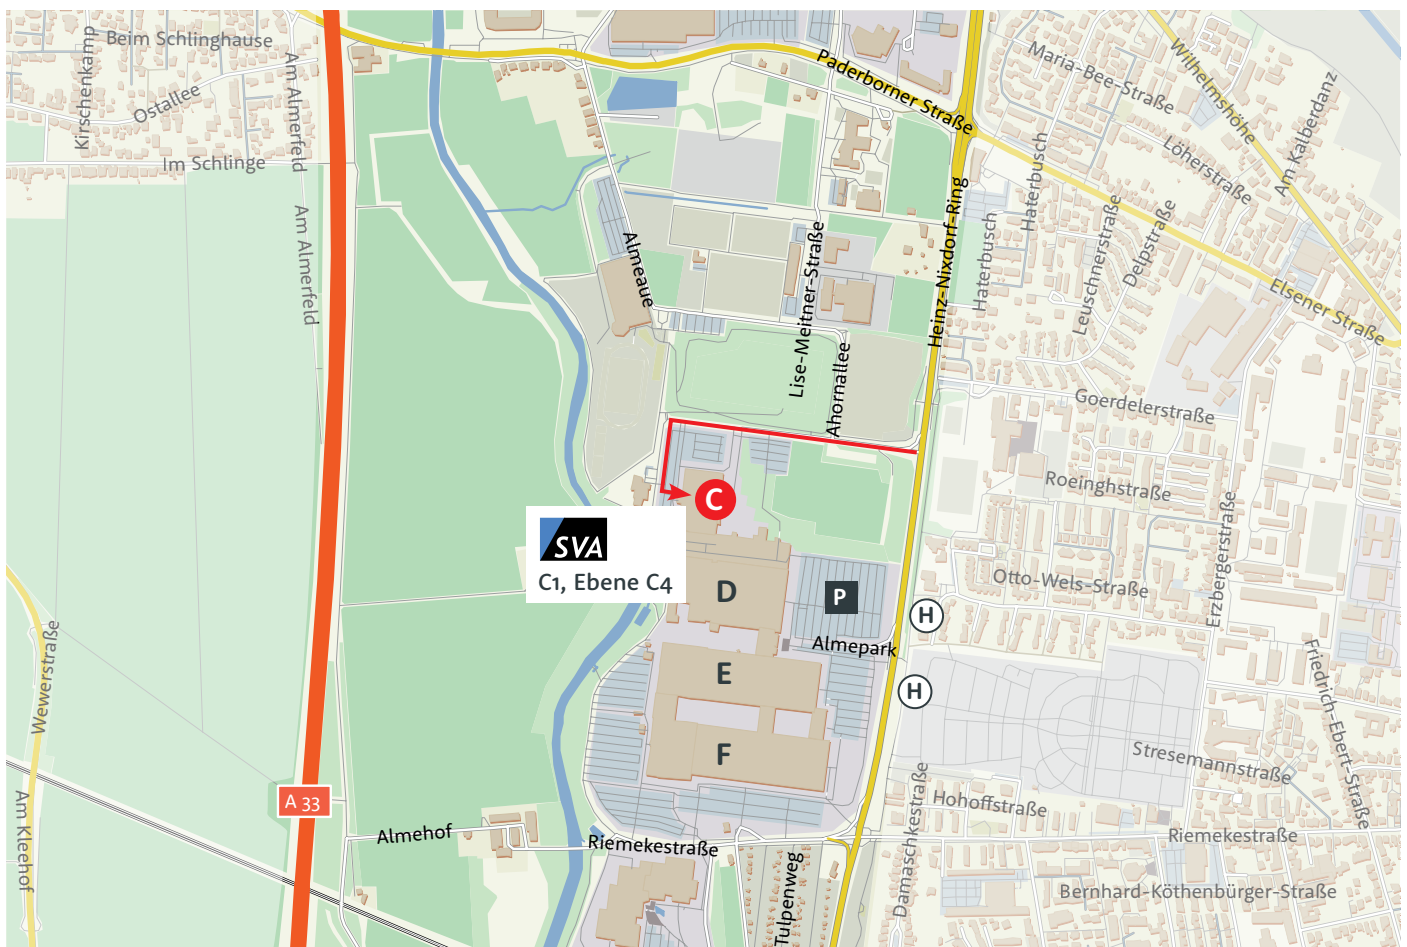 Beim Schlinghause
Kirschenkamp
Ostallee
Am Almerfeld
Im Schlinge
Am Almerfeld
Paderborner Straße
Maria-Bee-Straße
Wilhelmshöhe
Am Kalberdanz
Löherstraße
Haterbusch
Haterbusch
Leuschnerstraße
Delpstraße
Elsener Straße
Heinz-Nixdorf-Ring
Almeaue
Lise-Meitner-Straße
Ahornallee
Goerdelerstraße
Roeinghstraße
Erzbergerstraße
Otto-Wels-Straße
C
SVA
C1, Ebene C4
D
P
H
Almepark
E
H
F
Wewerstraße
Friedrich-Ebert-Straße
Stresemannstraße
A 33
Am Kleehof
Almehof
Riemekestraße
Damaschkestraße
Hohoffstraße
Riemekestraße
Tulpenweg
Bernhard-Köthenbürger-Straße